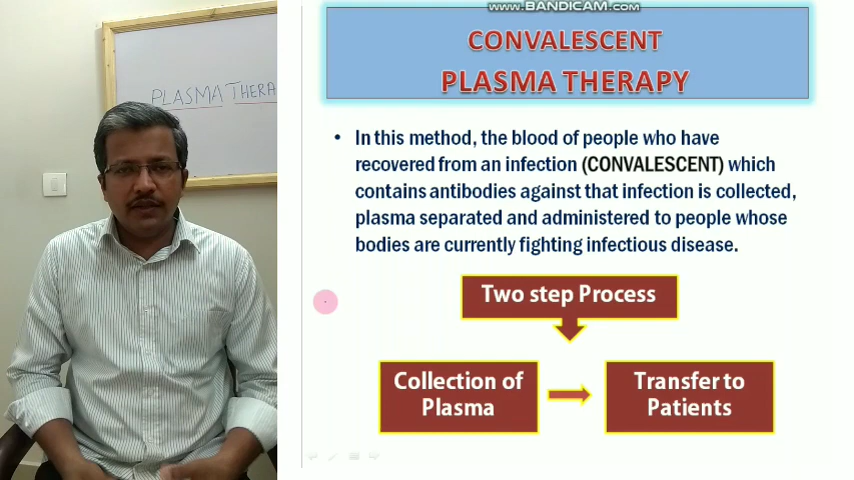 WWW.BANDICAM.COM
PLASMA THERA
CONVALESCENT
PLASMA THERAPY
• In this method, the blood of people who have
recovered from an infection (CONVALESCENT) which
contains antibodies against that infection is collected,
plasma separated and administered to people whose
bodies are currently fighting infectious disease.
Two step Process
Collection of
Plasma
Transfer to
Patients